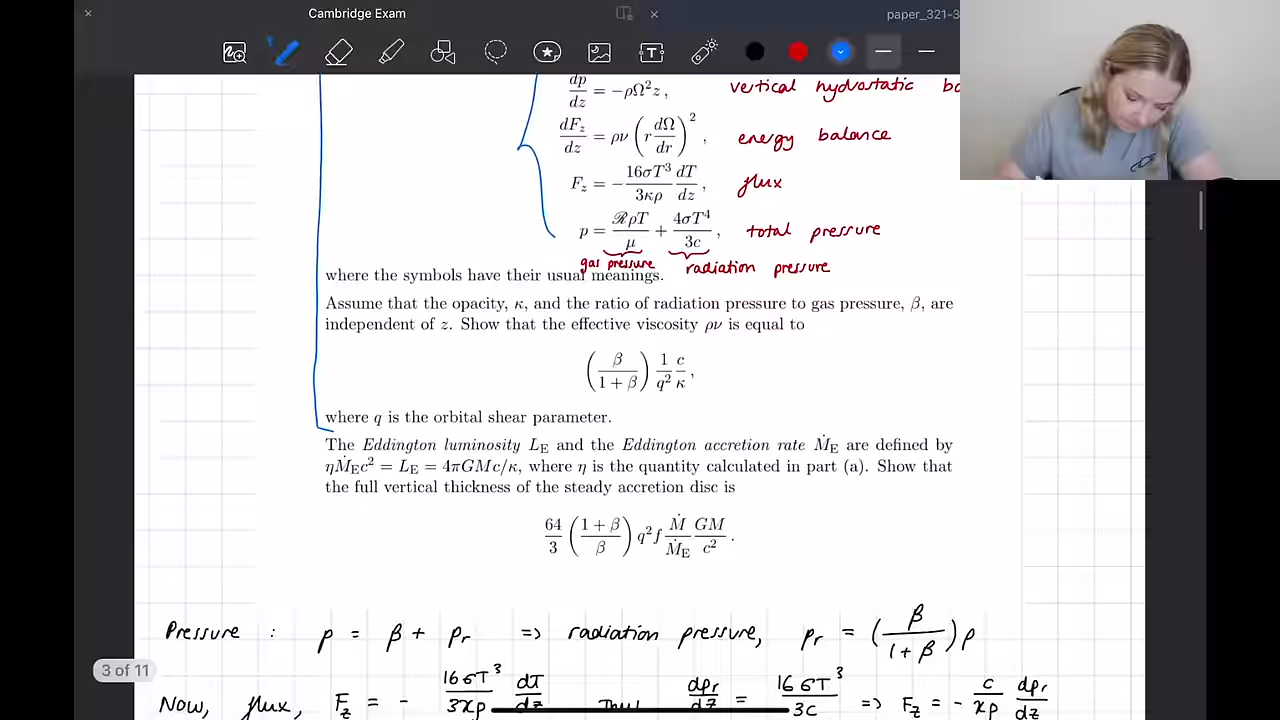 Cambridge Exam
paper_321-3
dp/dz = −ρΩ²z , vertical hydrostatic ba
dF_z/dz = ρν (r dΩ/dr)² , energy balance
F_z = − 16σT³/3κρ dT/dz , flux
p = ℛρT/μ + 4σT⁴/3c , total pressure
gas pressure radiation pressure
where the symbols have their usual meanings.
Assume that the opacity, κ, and the ratio of radiation pressure to gas pressure, β, are
independent of z. Show that the effective viscosity ρν is equal to
(β/1 + β) 1/q² c/κ ,
where q is the orbital shear parameter.
The Eddington luminosity L_E and the Eddington accretion rate Ṁ_E are defined by
ηṀ_Ec² = L_E = 4πGMc/κ, where η is the quantity calculated in part (a). Show that
the full vertical thickness of the steady accretion disc is
64/3 (1 + β/β) q²f Ṁ/Ṁ_E GM/c² .
Pressure : p = β + p_r => radiation pressure, p_r = (β/1 + β) p
3 of 11
Now, flux, F_z = − 16σT³/3κρ dT/dz Thus dp_r/dz = 16σT³/3c => F_z = − c/κρ dp_r/dz